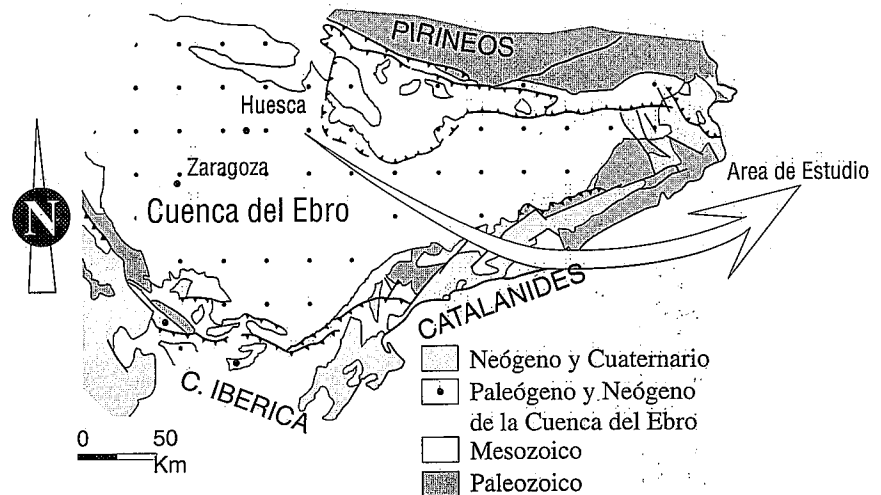 PIRINEOS
Huesca
Zaragoza
Area de Estudio
N
Cuenca del Ebro
CATALANIDES
C. IBERICA
Neógeno y Cuaternario
Paleógeno y Neógeno
de la Cuenca del Ebro
Mesozoico
Paleozoico
0 50
Km